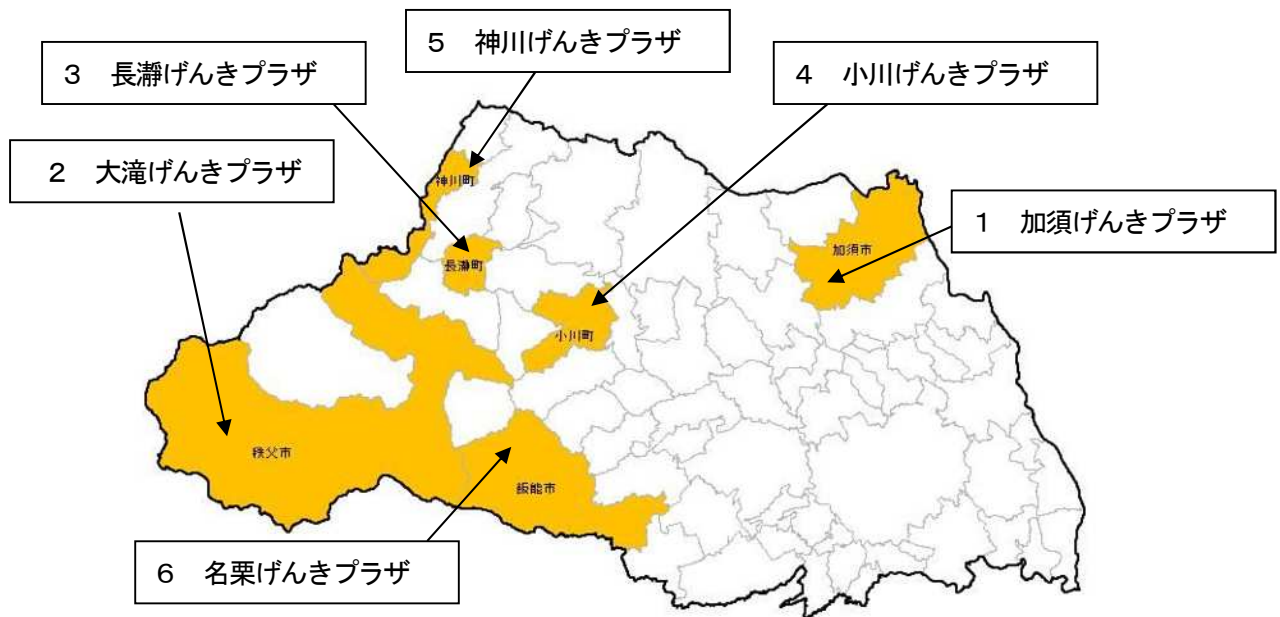 5 神川げんきプラザ
3 長瀞げんきプラザ
4 小川げんきプラザ
2 大滝げんきプラザ
神川町
1 加須げんきプラザ
加須市
長瀞町
小川町
秩父市
飯能市
6 名栗げんきプラザ